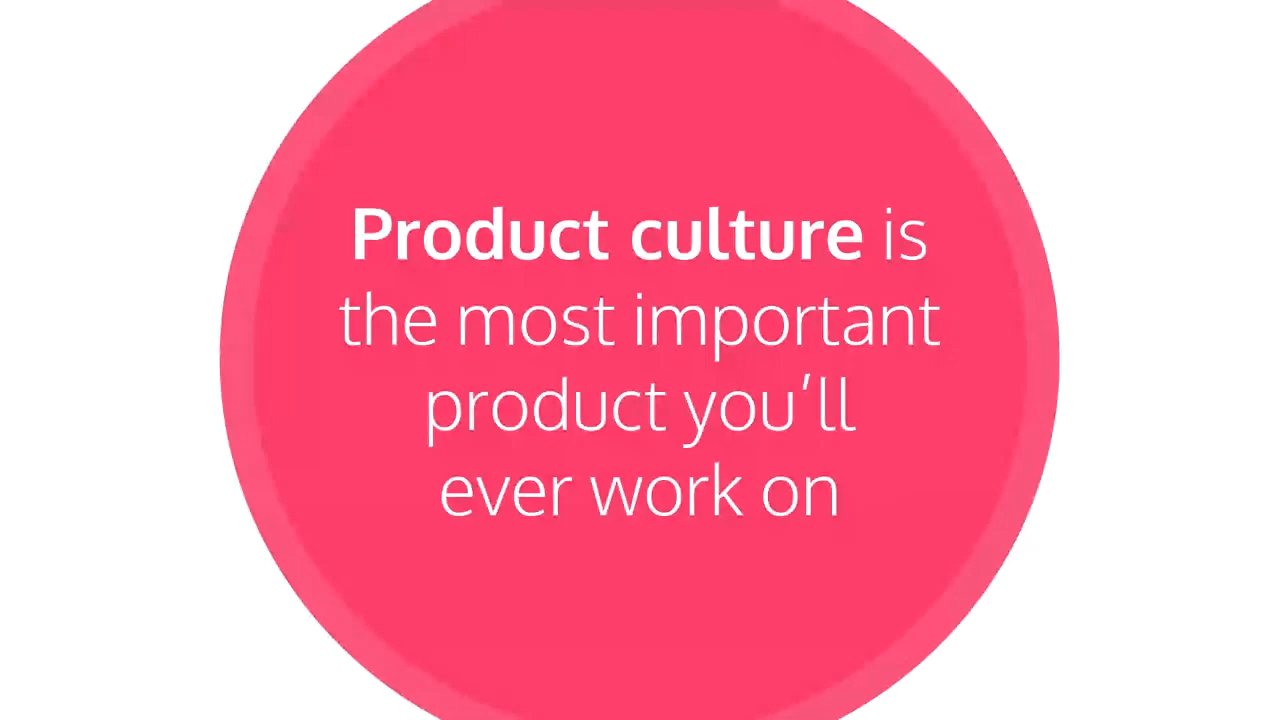 Product culture is
the most important
product you’ll
ever work on